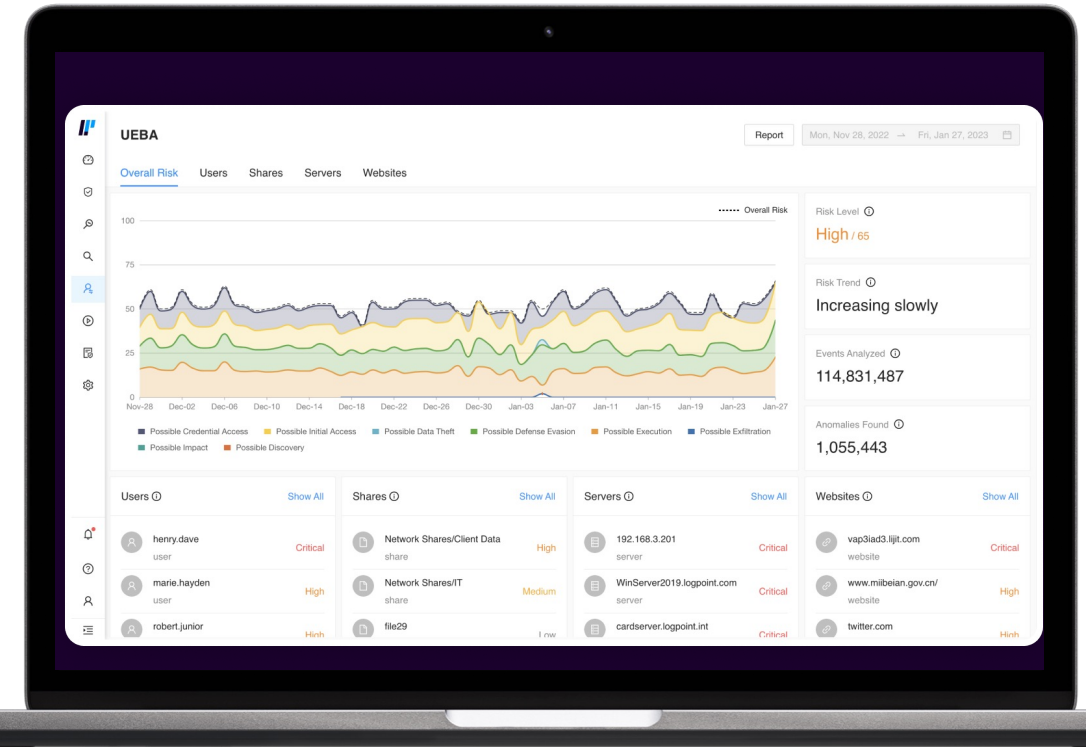 UEBA
Report
Mon, Nov 28, 2022 → Fri, Jan 27, 2023
Overall Risk Users Shares Servers Websites
Overall Risk
100
75
50
25
0
Nov-28 Dec-02 Dec-06 Dec-10 Dec-14 Dec-18 Dec-22 Dec-26 Dec-30 Jan-03 Jan-07 Jan-11 Jan-15 Jan-19 Jan-23 Jan-27
Possible Credential Access Possible Initial Access Possible Data Theft Possible Defense Evasion Possible Execution Possible Exfiltration
Possible Impact Possible Discovery
Risk Level
High / 65
Risk Trend
Increasing slowly
Events Analyzed
114,831,487
Anomalies Found
1,055,443
Users Show All
henry.dave
user
Critical
marie.hayden
user
High
robert.junior
High
Shares Show All
Network Shares/Client Data
share
High
Network Shares/IT
share
Medium
file29
Low
Servers Show All
192.168.3.201
server
Critical
WinServer2019.logpoint.com
server
Critical
cardserver.logpoint.int
Critical
Websites Show All
vap3iad3.lijit.com
website
Critical
www.miibeian.gov.cn/
website
High
twitter.com
High